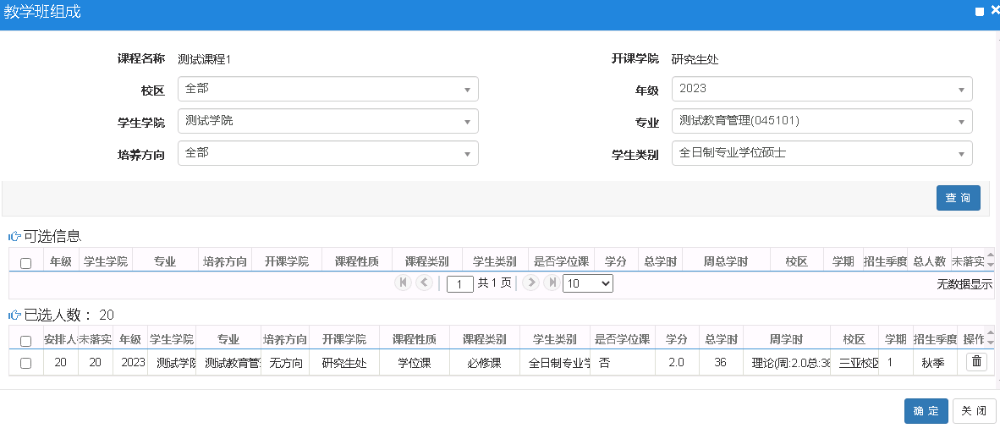 教学班组成
课程名称 测试课程1 开课学院 研究生处
校区 全部 年级 2023
学生学院 测试学院 专业 测试教育管理(045101)
培养方向 全部 学生类别 全日制专业学位硕士
查 询
可选信息
年级 学生学院 专业 培养方向 开课学院 课程性质 课程类别 学生类别 是否学位课 学分 总学时 周总学时 校区 学期 招生季度 总人数 未落实
1 共 1 页 10 无数据显示
已选人数： 20
安排人 未落实 年级 学生学院 专业 培养方向 开课学院 课程性质 课程类别 学生类别 是否学位课 学分 总学时 周学时 校区 学期 招生季度 操作
20 20 2023 测试学院 测试教育管 无方向 研究生处 学位课 必修课 全日制专业学 否 2.0 36 理论(周:2.0总:36 三亚校区 1 秋季
确 定 关 闭